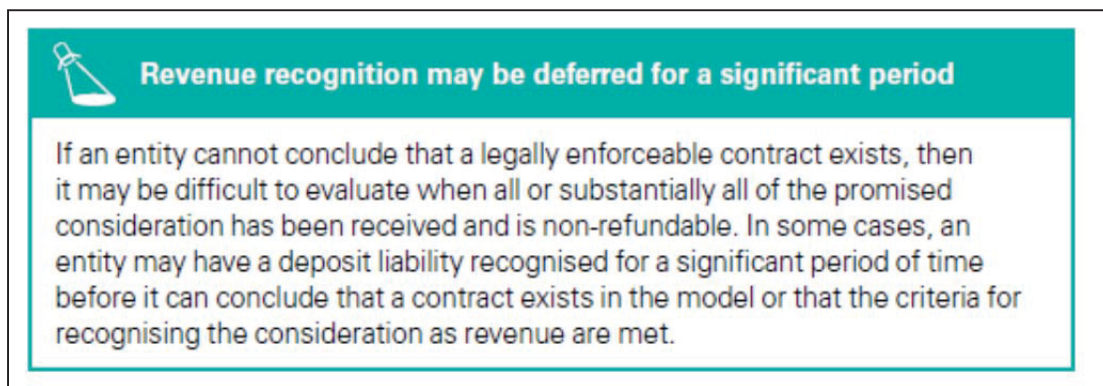 Revenue recognition may be deferred for a significant period
If an entity cannot conclude that a legally enforceable contract exists, then
it may be difficult to evaluate when all or substantially all of the promised
consideration has been received and is non-refundable. In some cases, an
entity may have a deposit liability recognised for a significant period of time
before it can conclude that a contract exists in the model or that the criteria for
recognising the consideration as revenue are met.